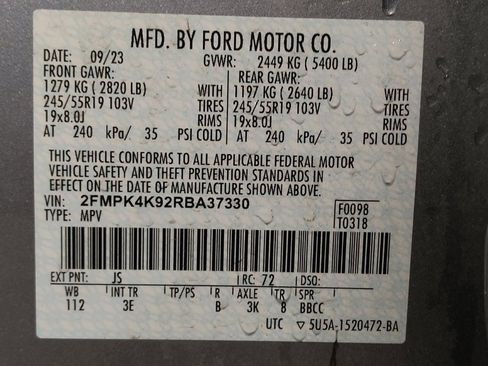 MFD. BY FORD MOTOR CO.
DATE: 09/23 GVWR: 2449 KG ( 5400 LB)
FRONT GAWR: REAR GAWR:
1279 KG ( 2820 LB) WITH 1197 KG ( 2640 LB) WITH
245/55R19 103V TIRES 245/55R19 103V TIRES
19x8.0J RIMS 19x8.0J RIMS
AT 240 kPa/ 35 PSI COLD AT 240 kPa/ 35 PSI COLD
THIS VEHICLE CONFORMS TO ALL APPLICABLE FEDERAL MOTOR
VEHICLE SAFETY AND THEFT PREVENTION STANDARDS IN
EFFECT ON THE DATE OF MANUFACTURE SHOWN ABOVE.
VIN: 2FMPK4K92RBA37330 F0098
TYPE: MPV T0318
EXT PNT: JS RC: 72 DSO:
WB INT TR TP/PS R AXLE TR SPR
112 3E B 3K 8 BBCC
UTC ▽5U5A-1520472-BA